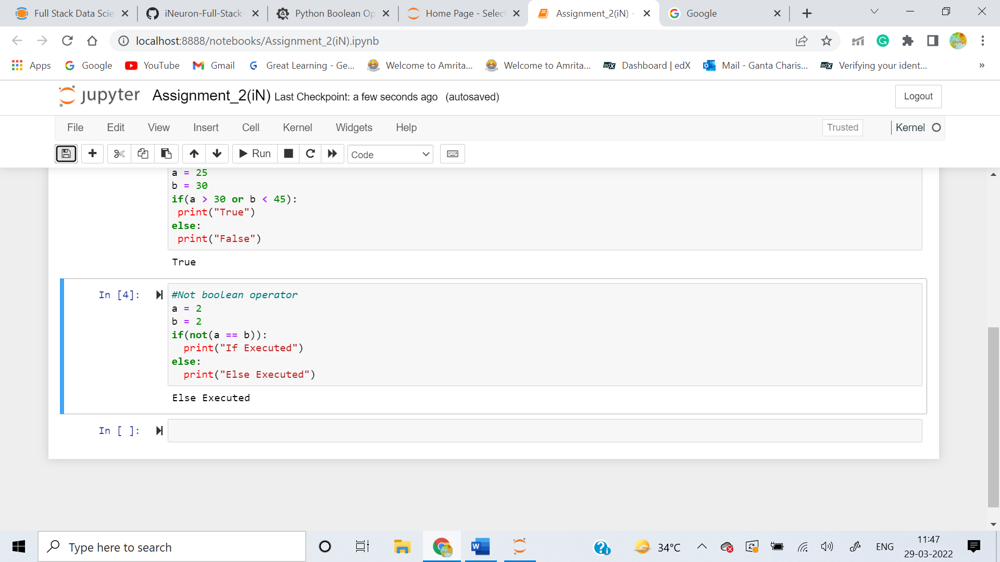 Full Stack Data Scie
iNeuron-Full-Stack-
Python Boolean Op
Home Page - Select
Assignment_2(iN) -
Google
localhost:8888/notebooks/Assignment_2(iN).ipynb
Apps
Google
YouTube
Gmail
Great Learning - Ge...
Welcome to Amrita...
Welcome to Amrita...
edX Dashboard | edX
Mail - Ganta Charis...
edX Verifying your ident...
»
jupyter Assignment_2(iN) Last Checkpoint: a few seconds ago (autosaved)
Logout
File Edit View Insert Cell Kernel Widgets Help
Trusted
Kernel
Run
Code
a = 25
b = 30
if(a > 30 or b < 45):
print("True")
else:
print("False")
True
In [4]:
#Not boolean operator
a = 2
b = 2
if(not(a == b)):
print("If Executed")
else:
print("Else Executed")
Else Executed
In [ ]:
Type here to search
34°C
ENG
11:47
29-03-2022